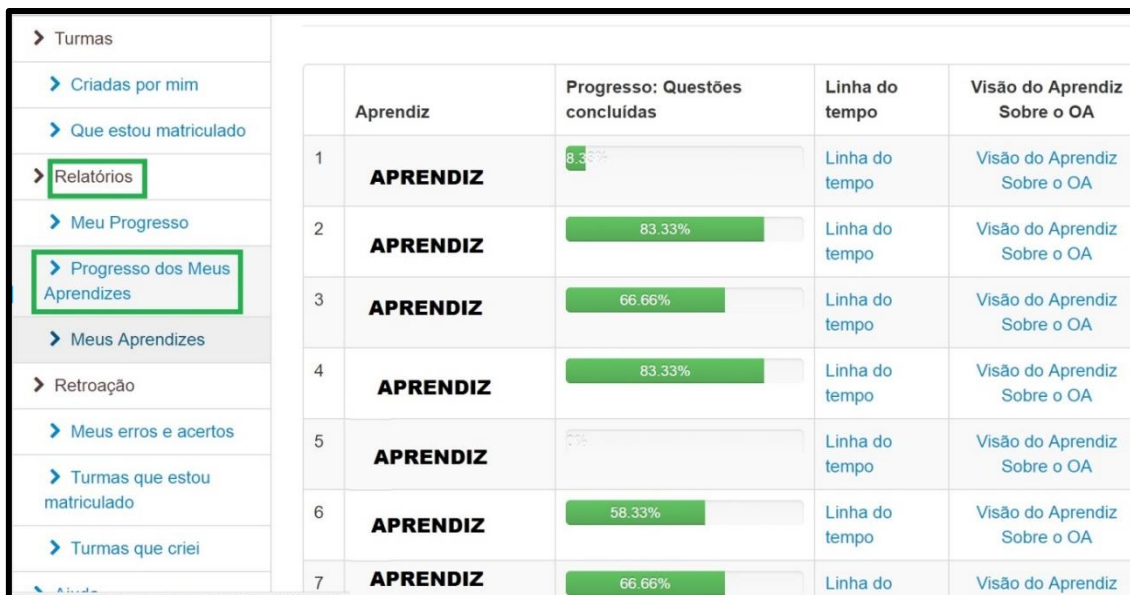 Turmas
Criadas por mim
Que estou matriculado
Relatórios
Meu Progresso
Progresso dos Meus
Aprendizes
Meus Aprendizes
Retroação
Meus erros e acertos
Turmas que estou
matriculado
Turmas que criei
Aprendiz
Progresso: Questões
concluídas
Linha do
tempo
Visão do Aprendiz
Sobre o OA
1
APRENDIZ
8.33%
Linha do
tempo
Visão do Aprendiz
Sobre o OA
2
APRENDIZ
83.33%
Linha do
tempo
Visão do Aprendiz
Sobre o OA
3
APRENDIZ
66.66%
Linha do
tempo
Visão do Aprendiz
Sobre o OA
4
APRENDIZ
83.33%
Linha do
tempo
Visão do Aprendiz
Sobre o OA
5
APRENDIZ
Linha do
tempo
Visão do Aprendiz
Sobre o OA
6
APRENDIZ
58.33%
Linha do
tempo
Visão do Aprendiz
Sobre o OA
7
APRENDIZ
66.66%
Linha do
Visão do Aprendiz